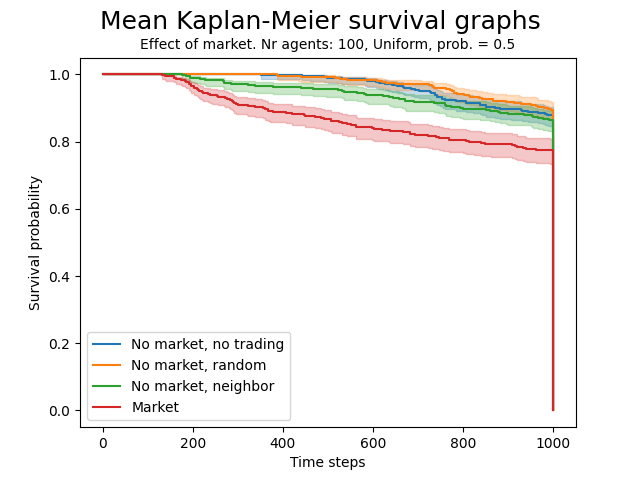 Mean Kaplan-Meier survival graphs
Effect of market. Nr agents: 100, Uniform, prob. = 0.5
Survival probability
1.0
0.8
0.6
0.4
0.2
0.0
No market, no trading
No market, random
No market, neighbor
Market
0 200 400 600 800 1000
Time steps